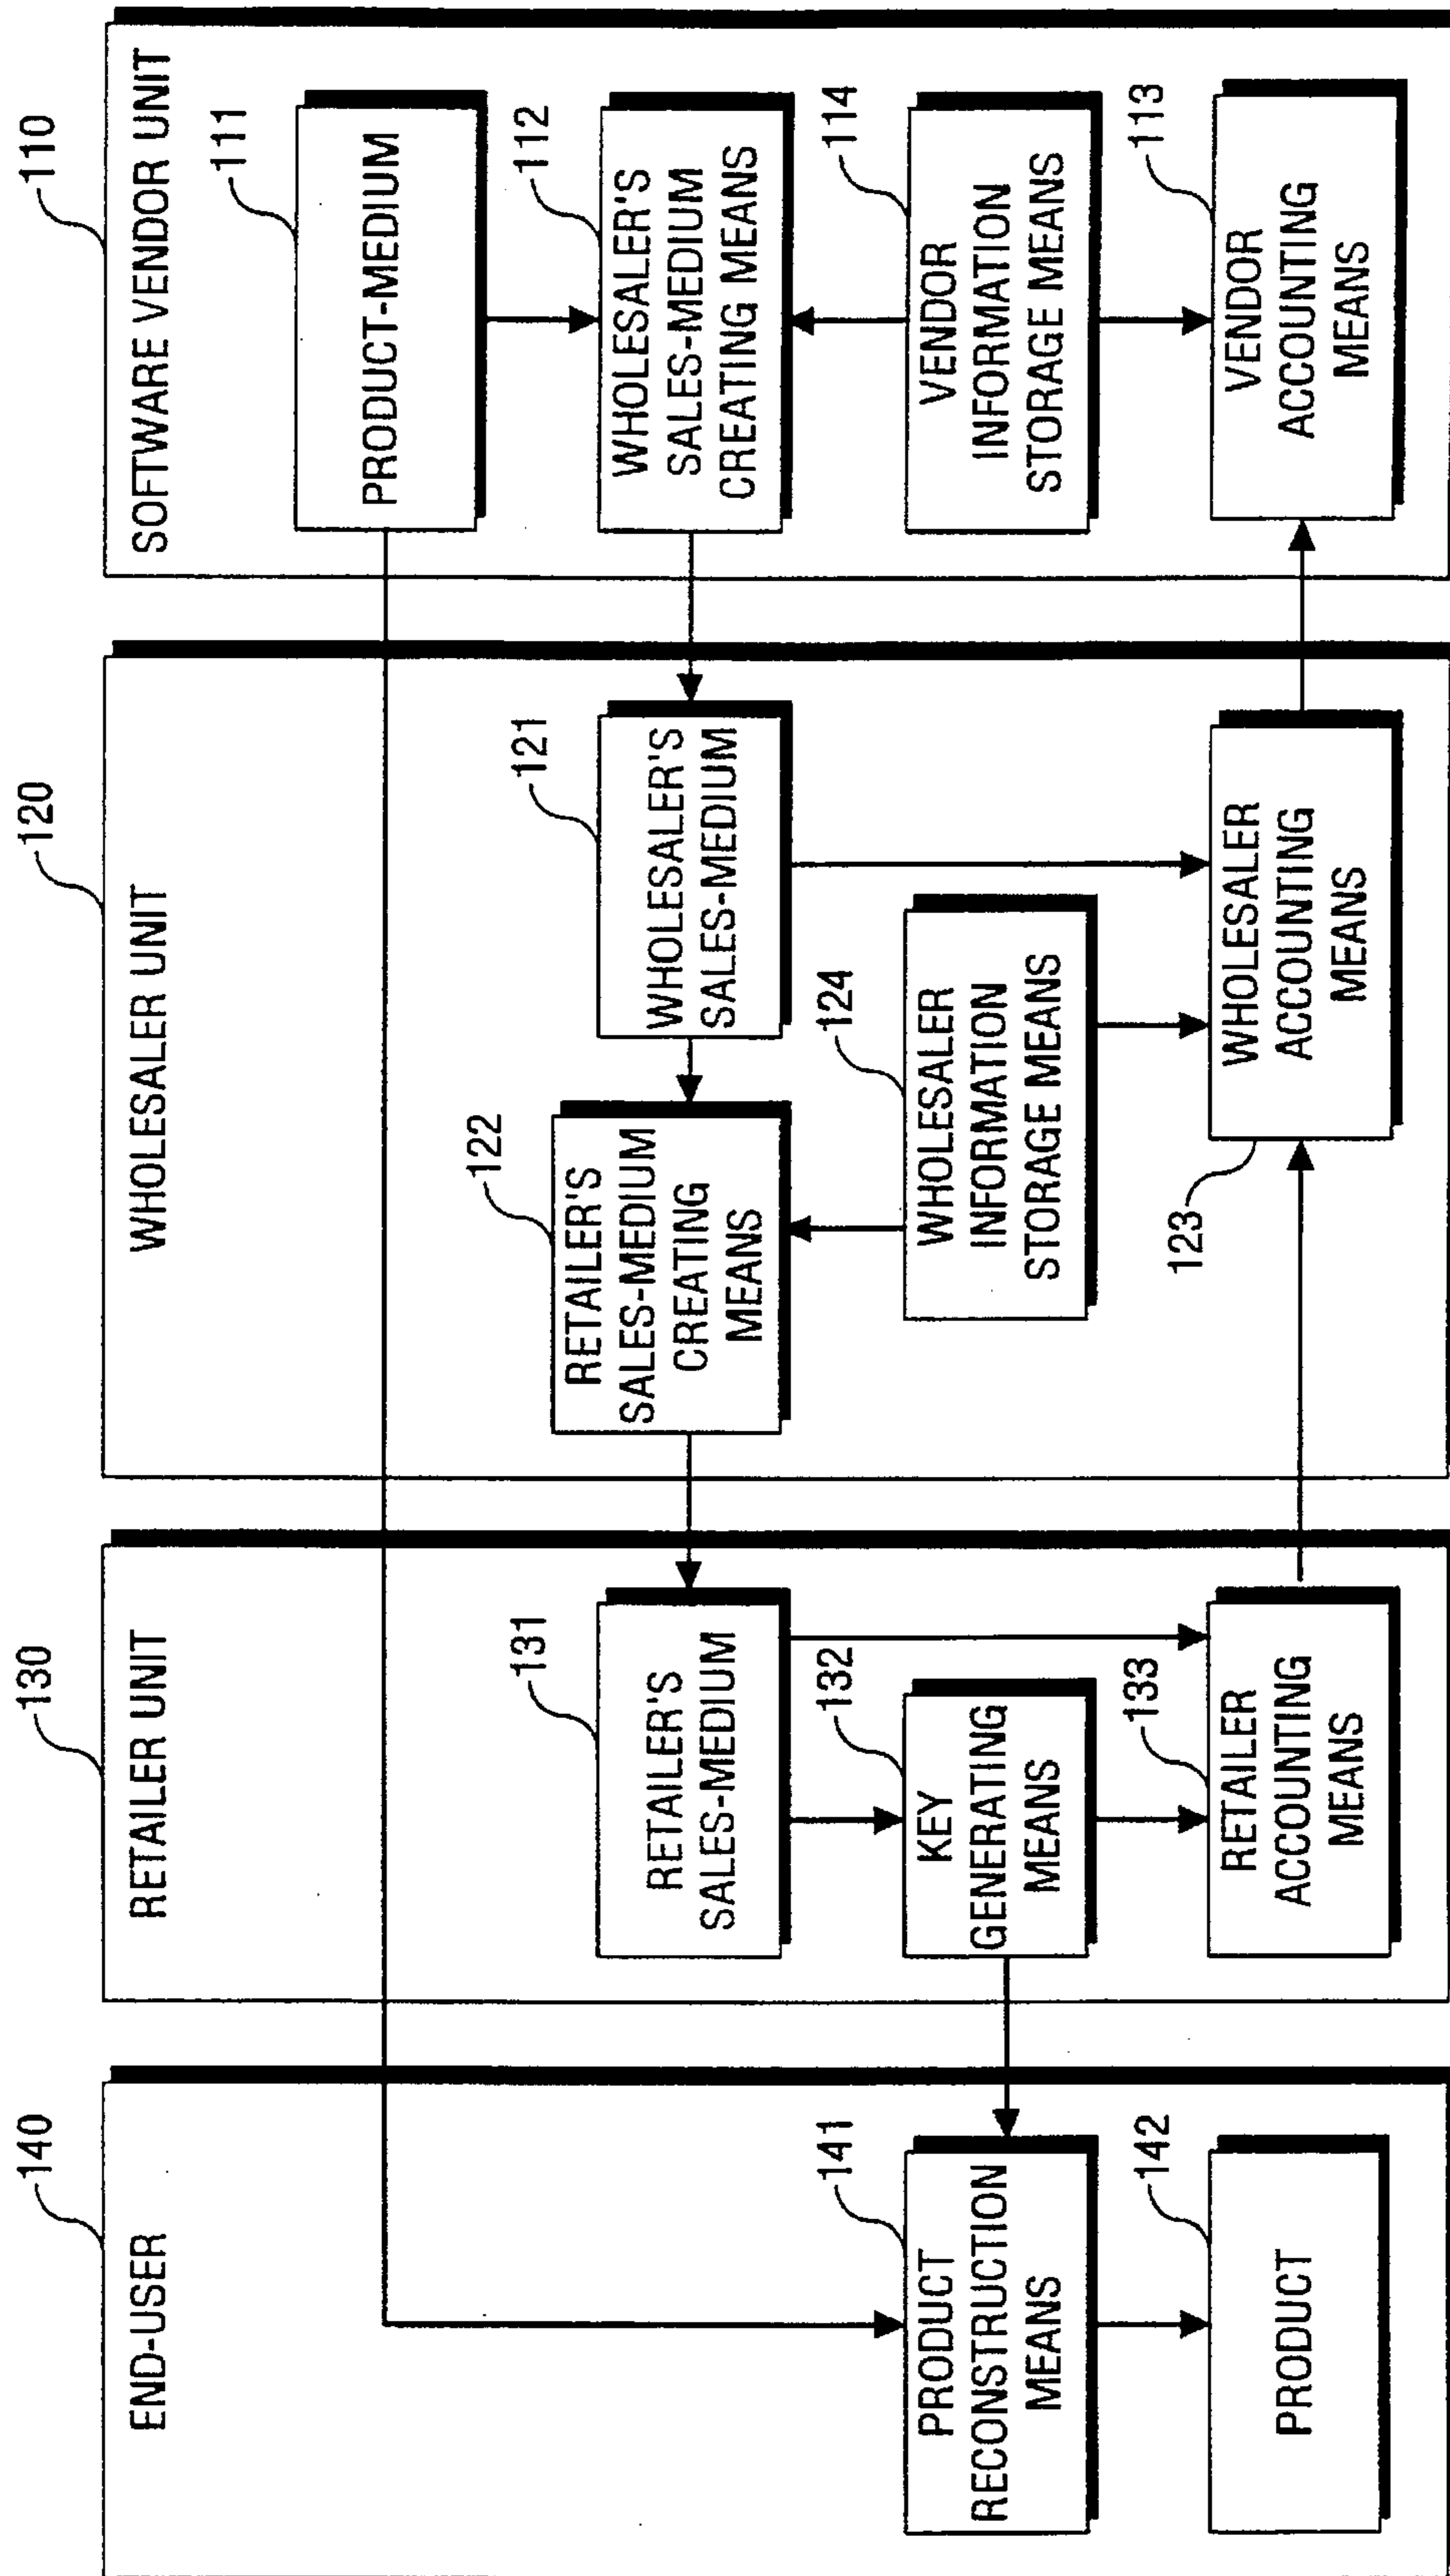 140
END-USER
141
PRODUCT
RECONSTRUCTION
MEANS
142
PRODUCT
130
RETAILER UNIT
131
RETAILER'S
SALES-MEDIUM
132
KEY
GENERATING
MEANS
133
RETAILER
ACCOUNTING
MEANS
120
WHOLESALER UNIT
122
RETAILER'S
SALES-MEDIUM
CREATING
MEANS
121
WHOLESALER'S
SALES-MEDIUM
124
WHOLESALER
INFORMATION
STORAGE MEANS
123
WHOLESALER
ACCOUNTING
MEANS
110
SOFTWARE VENDOR UNIT
111
PRODUCT-MEDIUM
112
WHOLESALER'S
SALES-MEDIUM
CREATING MEANS
114
VENDOR
INFORMATION
STORAGE MEANS
113
VENDOR
ACCOUNTING
MEANS